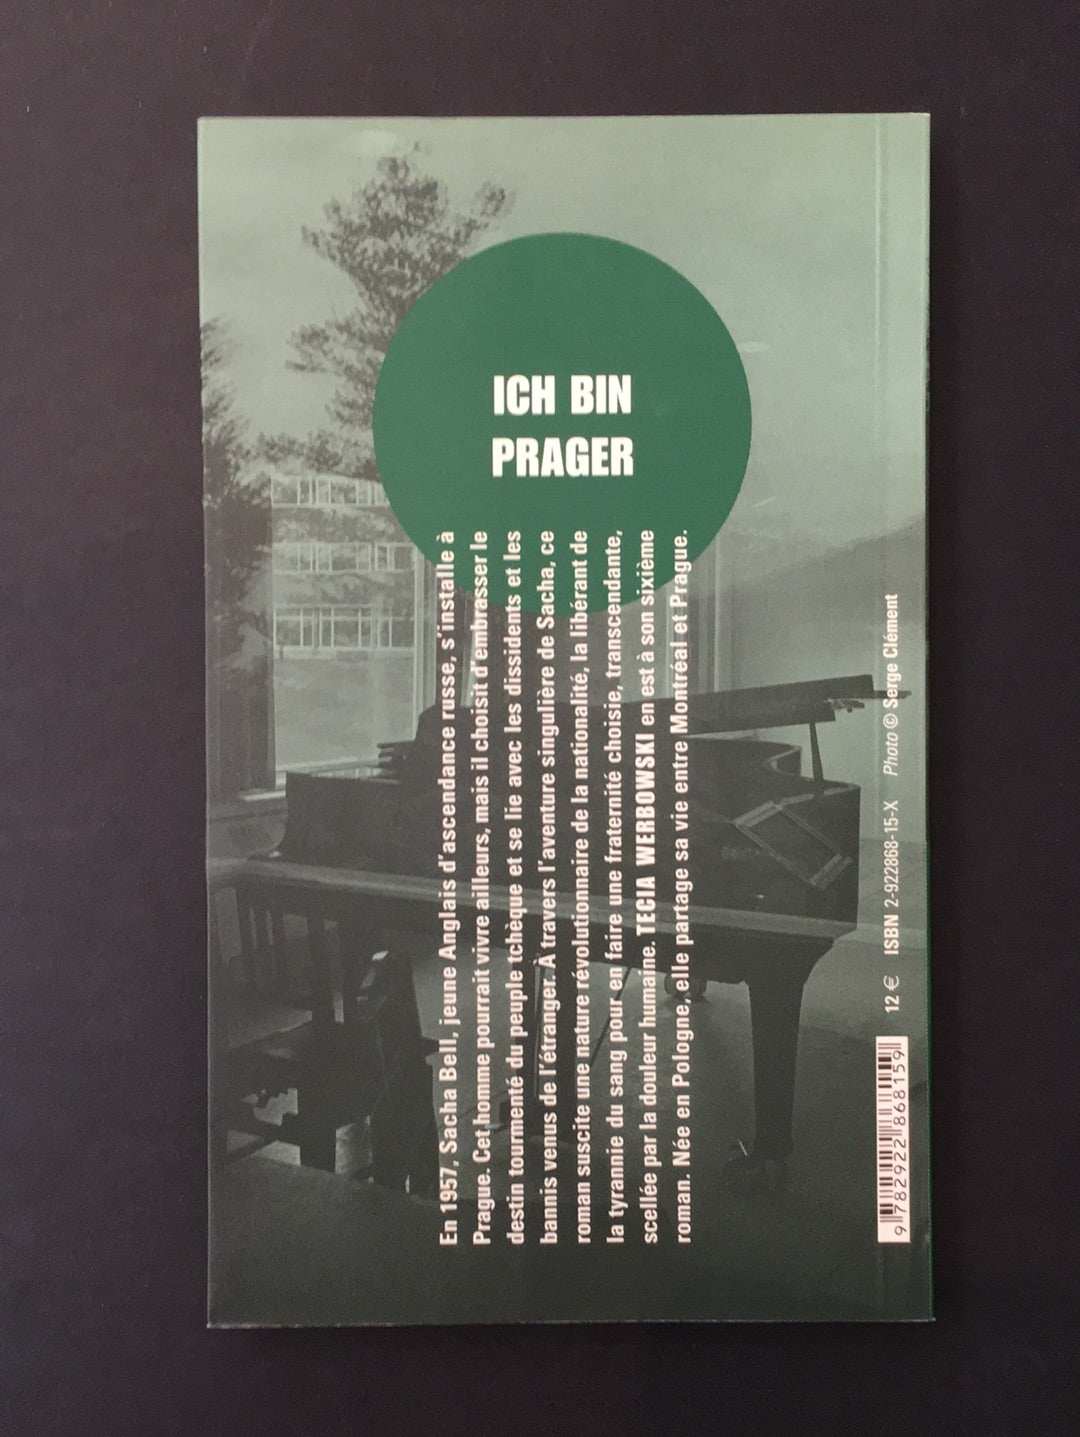 ICH BIN
PRAGER
En 1957, Sacha Bell, jeune Anglais d'ascendance russe, s'installe à
Prague. Cet homme pourrait vivre ailleurs, mais il choisit d'embrasser le
destin tourmenté du peuple tchèque et se lie avec les dissidents et les
bannis venus de l'étranger. À travers l'aventure singulière de Sacha, ce
roman suscite une nature révolutionnaire de la nationalité, la libérant de
la tyrannie du sang pour en faire une fraternité choisie, transcendante,
scellée par la douleur humaine. TECIA WERBOWSKI en est à son sixième
roman. Née en Pologne, elle partage sa vie entre Montréal et Prague.
12 € ISBN 2-922868-15-X Photo © Serge Clément
9782922868159